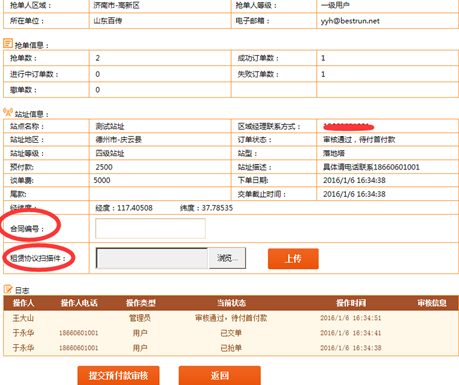 抢单人区域： 济南市-高新区 抢单人等级： 一级用户
所在单位： 山东百传 电子邮箱： yyh@bestrun.net
抢单信息：
抢单数： 2 成功订单数： 1
进行中订单数： 0 失败订单数： 1
撤单数： 0
站址信息：
站点名称： 测试站址 区域经理联系方式：
站址地区： 德州市-庆云县 订单状态： 审核通过，待付首付款
站址等级： 四级站址 站型： 落地塔
预付款: 2500 站址描述： 具体请电话联系18660601001
谈单费: 5000 下单日期: 2016/1/6 16:34:38
尾款: 交单截止时间： 2016/1/6 16:34:38
经纬度： 经度：117.40508 纬度：37.78535
合同编号：
租赁协议扫描件： 浏览... 上传
日志
操作人 操作人电话 操作类型 当前状态 操作时间 审核信息
王大山 管理员 审核通过，待付首付款 2016/1/6 16:34:51
于永华 18660601001 用户 已交单 2016/1/6 16:34:41
于永华 18660601001 用户 已抢单 2016/1/6 16:34:38
提交预付款审核 返回